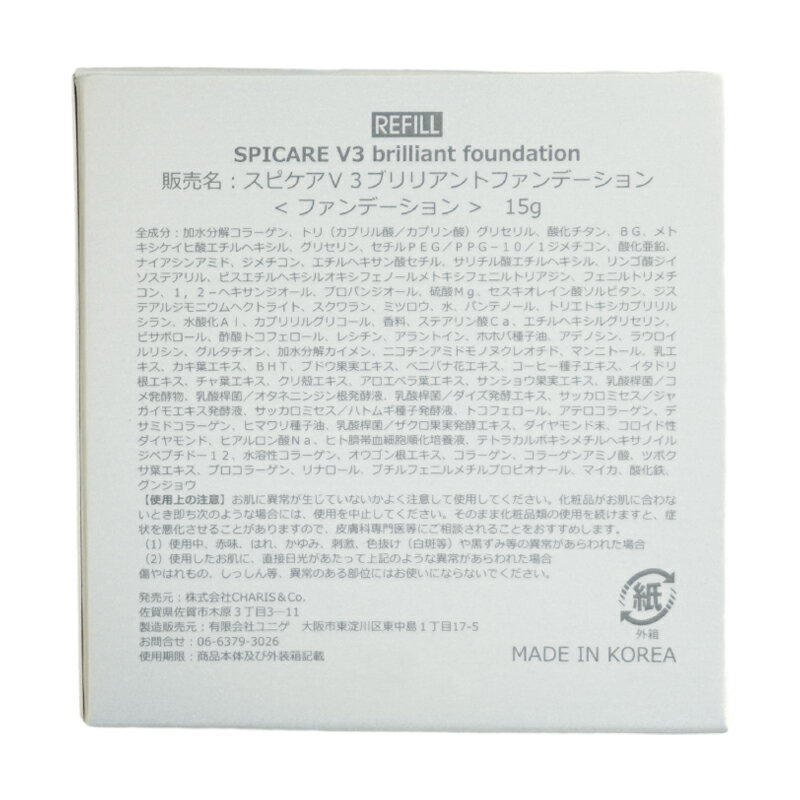 REFILL
SPICARE V3 brilliant foundation
販売名：スピケアV３ブリリアントファンデーション
＜ ファンデーション ＞　15g
全成分：加水分解コラーゲン、トリ（カプリル酸／カプリン酸）グリセリル、酸化チタン、ＢＧ、メト
キシケイヒ酸エチルヘキシル、グリセリン、セチルＰＥＧ／ＰＰＧ-１０／１ジメチコン、酸化亜鉛、
ナイアシンアミド、ジメチコン、エチルヘキサン酸セチル、サリチル酸エチルヘキシル、リンゴ酸ジイ
ソステアリル、ビスエチルヘキシルオキシフェノールメトキシフェニルトリアジン、フェニルトリメチ
コン、１，２-ヘキサンジオール、プロパンジオール、硫酸Ｍｇ、セスキオレイン酸ソルビタン、ジス
テアルジモニウムヘクトライト、スクワラン、ミツロウ、水、パンテノール、トリエトキシカプリリル
シラン、水酸化Ａｌ、カプリリルグリコール、香料、ステアリン酸Ｃａ、エチルヘキシルグリセリン、
ビサボロール、酢酸トコフェロール、レシチン、アラントイン、ホホバ種子油、アデノシン、ラウロイ
ルリシン、グルタチオン、加水分解カイメン、ニコチンアミドモノヌクレオチド、マンニトール、乳エ
キス、カキ葉エキス、ＢＨＴ、ブドウ果実エキス、ベニバナ花エキス、コーヒー種子エキス、イタドリ
根エキス、チャ葉エキス、クリ殻エキス、アロエベラ葉エキス、サンショウ果実エキス、乳酸桿菌／コ
メ発酵物、乳酸桿菌／オタネニンジン根発酵液、乳酸桿菌／ダイズ発酵エキス、サッカロミセス／ジャ
ガイモエキス発酵液、サッカロミセス／ハトムギ種子発酵液、トコフェロール、アテロコラーゲン、デ
サミドコラーゲン、ヒマワリ種子油、乳酸桿菌／ザクロ果実発酵エキス、ダイヤモンド末、コロイド性
ダイヤモンド、ヒアルロン酸Ｎａ、ヒト臍帯血細胞順化培養液、テトラカルボキシメチルヘキサノイル
ジペプチドー１２、水溶性コラーゲン、オウゴン根エキス、コラーゲン、コラーゲンアミノ酸、ツボク
サ葉エキス、プロコラーゲン、リナロール、ブチルフェニルメチルプロピオナール、マイカ、酸化鉄、
グンジョウ
【使用上の注意】お肌に異常が生じていないかよく注意して使用してください。化粧品がお肌に合わな
いとき即ち次のような場合には、使用を中止してください。そのまま化粧品類の使用を続けますと、症
状を悪化させることがありますので、皮膚科専門医等にご相談されることをおすすめします。
（1）使用中、赤味、はれ、かゆみ、刺激、色抜け（白斑等）や黒ずみ等の異常があらわれた場合
（2）使用したお肌に、直接日光があたって上記のような異常があらわれた場合
傷やはれもの、しっしん等、異常のある部位にはお使いにならないでください。
発売元：株式会社CHARIS＆Co.
佐賀県佐賀市木原３丁目3－11
製造販売元：有限会社ユニゲ　大阪市東淀川区東中島１丁目17-5
お問合せ：06-6379-3026
使用期限：商品本体及び外装箱記載
紙
外箱
MADE IN KOREA